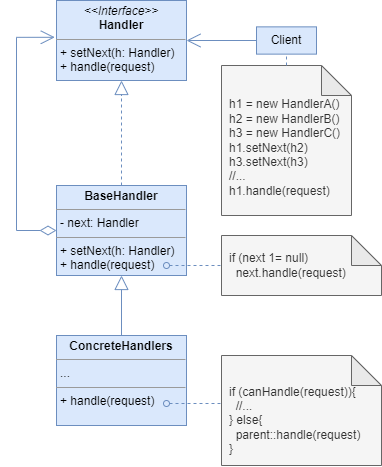 <<Interface>>
Handler
+ setNext(h: Handler)
+ handle(request)
Client
h1 = new HandlerA()
h2 = new HandlerB()
h3 = new HandlerC()
h1.setNext(h2)
h3.setNext(h3)
//...
h1.handle(request)
BaseHandler
- next: Handler
+ setNext(h: Handler)
+ handle(request)
if (next 1= null)
next.handle(request)
ConcreteHandlers
...
+ handle(request)
if (canHandle(request)){
//...
} else{
parent::handle(request)
}